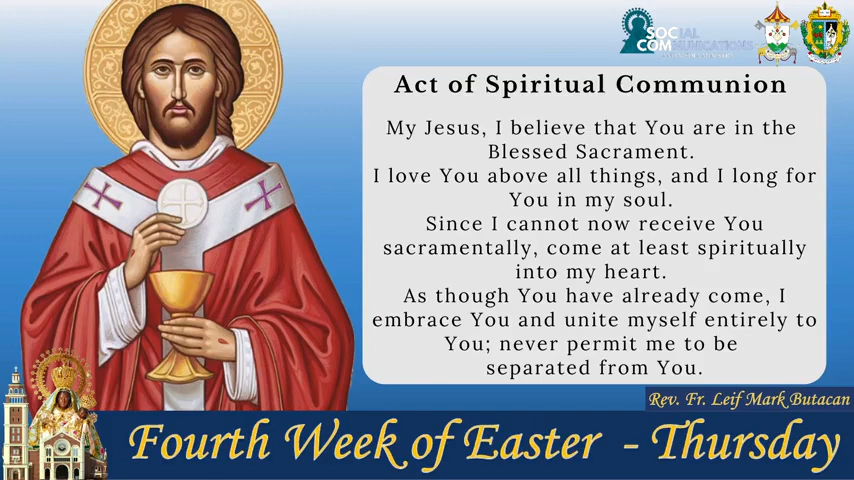 SOCIAL
COMMUNICATIONS
Act of Spiritual Communion
My Jesus, I believe that You are in the
Blessed Sacrament.
I love You above all things, and I long for
You in my soul.
Since I cannot now receive You
sacramentally, come at least spiritually
into my heart.
As though You have already come, I
embrace You and unite myself entirely to
You; never permit me to be
separated from You.
Rev. Fr. Leif Mark Butacan
Fourth Week of Easter - Thursday